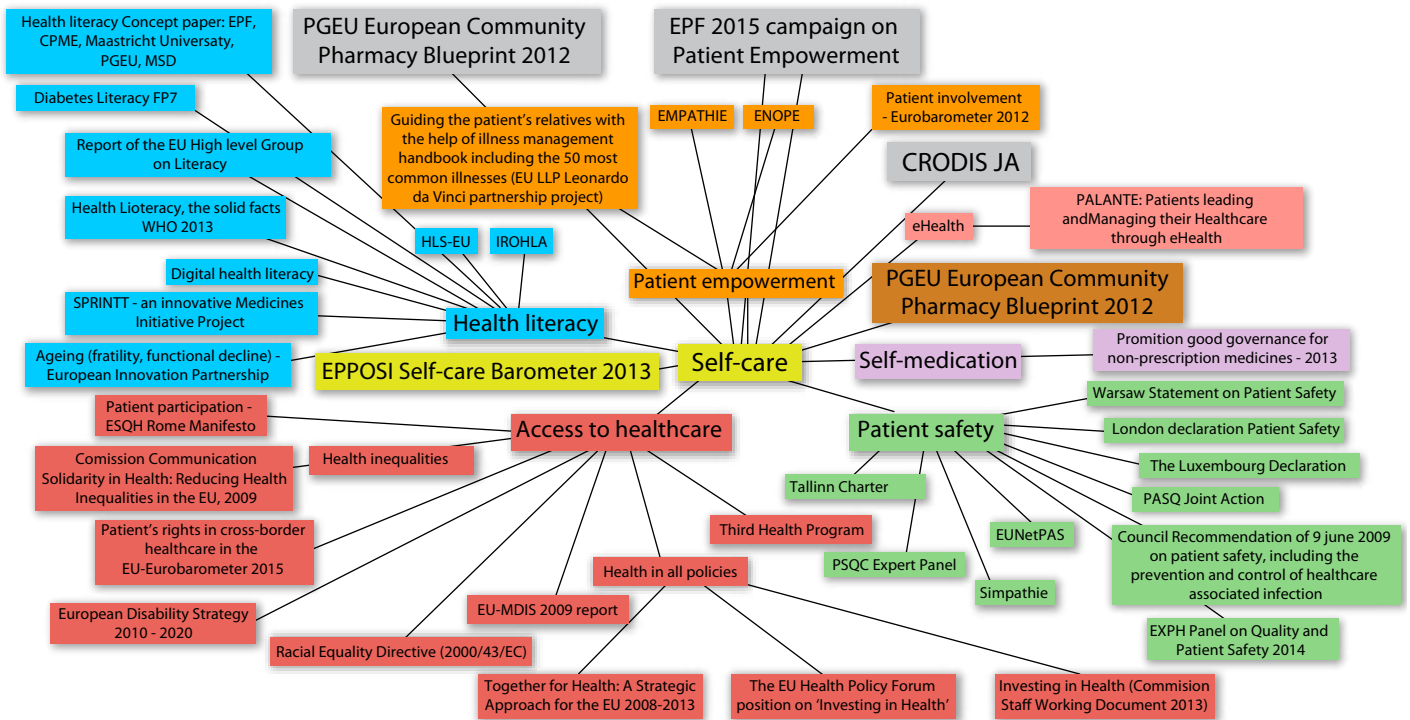 Health literacy Concept paper: EPF,
CPME, Maastricht Universaty,
PGEU, MSD
PGEU European Community
Pharmacy Blueprint 2012
EPF 2015 campaign on
Patient Empowerment
Diabetes Literacy FP7
Guiding the patient's relatives with
the help of illness management
handbook including the 50 most
common illnesses (EU LLP Leonardo
da Vinci partnership project)
EMPATHIE
ENOPE
Patient involvement
- Eurobarometer 2012
Report of the EU High level Group
on Literacy
CRODIS JA
Health Lioteracy, the solid facts
WHO 2013
HLS-EU
IROHLA
eHealth
PALANTE: Patients leading
andManaging their Healthcare
through eHealth
Digital health literacy
Patient empowerment
PGEU European Community
Pharmacy Blueprint 2012
SPRINTT - an innovative Medicines
Initiative Project
Health literacy
Ageing (fratility, functional decline) -
European Innovation Partnership
EPPOSI Self-care Barometer 2013
Self-care
Self-medication
Promition good governance for
non-prescription medicines - 2013
Patient participation -
ESQH Rome Manifesto
Access to healthcare
Patient safety
Warsaw Statement on Patient Safety
London declaration Patient Safety
Comission Communication
Solidarity in Health: Reducing Health
Inequalities in the EU, 2009
Health inequalities
The Luxembourg Declaration
Tallinn Charter
PASQ Joint Action
Patient's rights in cross-border
healthcare in the
EU-Eurobarometer 2015
Third Health Program
EUNetPAS
PSQC Expert Panel
Council Recommendation of 9 june 2009
on patient safety, including the
prevention and control of healthcare
associated infection
Health in all policies
Simpathie
European Disability Strategy
2010 - 2020
EU-MDIS 2009 report
EXPH Panel on Quality and
Patient Safety 2014
Racial Equality Directive (2000/43/EC)
Together for Health: A Strategic
Approach for the EU 2008-2013
The EU Health Policy Forum
position on 'Investing in Health'
Investing in Health (Commision
Staff Working Document 2013)